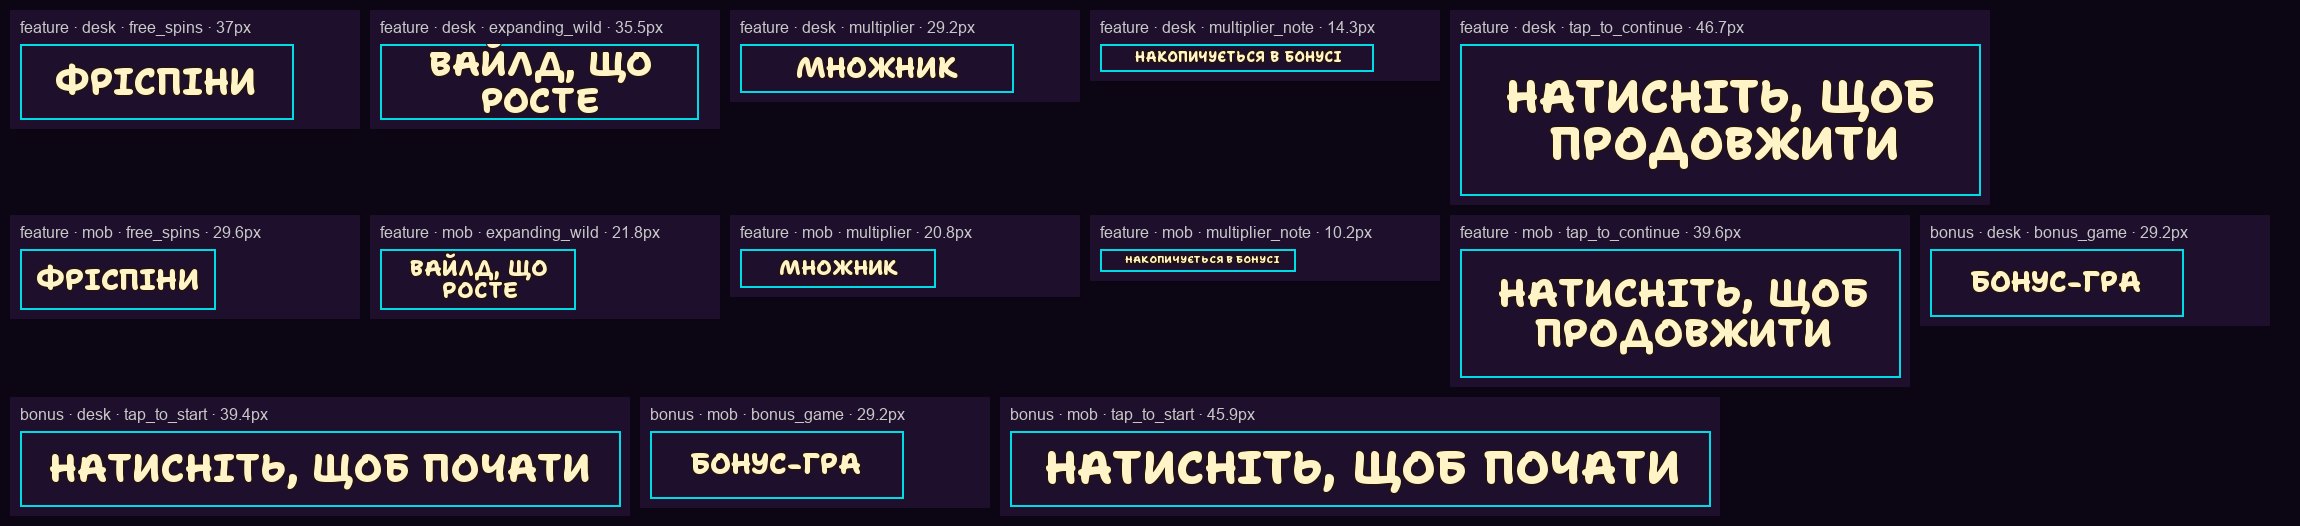 feature · desk · free_spins · 37px
ФРІСПІНИ
feature · desk · expanding_wild · 35.5px
ВАЙЛД, ЩО
РОСТЕ
feature · desk · multiplier · 29.2px
МНОЖНИК
feature · desk · multiplier_note · 14.3px
НАКОПИЧУЄТЬСЯ В БОНУСІ
feature · desk · tap_to_continue · 46.7px
НАТИСНІТЬ, ЩОБ
ПРОДОВЖИТИ
feature · mob · free_spins · 29.6px
ФРІСПІНИ
feature · mob · expanding_wild · 21.8px
ВАЙЛД, ЩО
РОСТЕ
feature · mob · multiplier · 20.8px
МНОЖНИК
feature · mob · multiplier_note · 10.2px
НАКОПИЧУЄТЬСЯ В БОНУСІ
feature · mob · tap_to_continue · 39.6px
НАТИСНІТЬ, ЩОБ
ПРОДОВЖИТИ
bonus · desk · bonus_game · 29.2px
БОНУС-ГРА
bonus · desk · tap_to_start · 39.4px
НАТИСНІТЬ, ЩОБ ПОЧАТИ
bonus · mob · bonus_game · 29.2px
БОНУС-ГРА
bonus · mob · tap_to_start · 45.9px
НАТИСНІТЬ, ЩОБ ПОЧАТИ